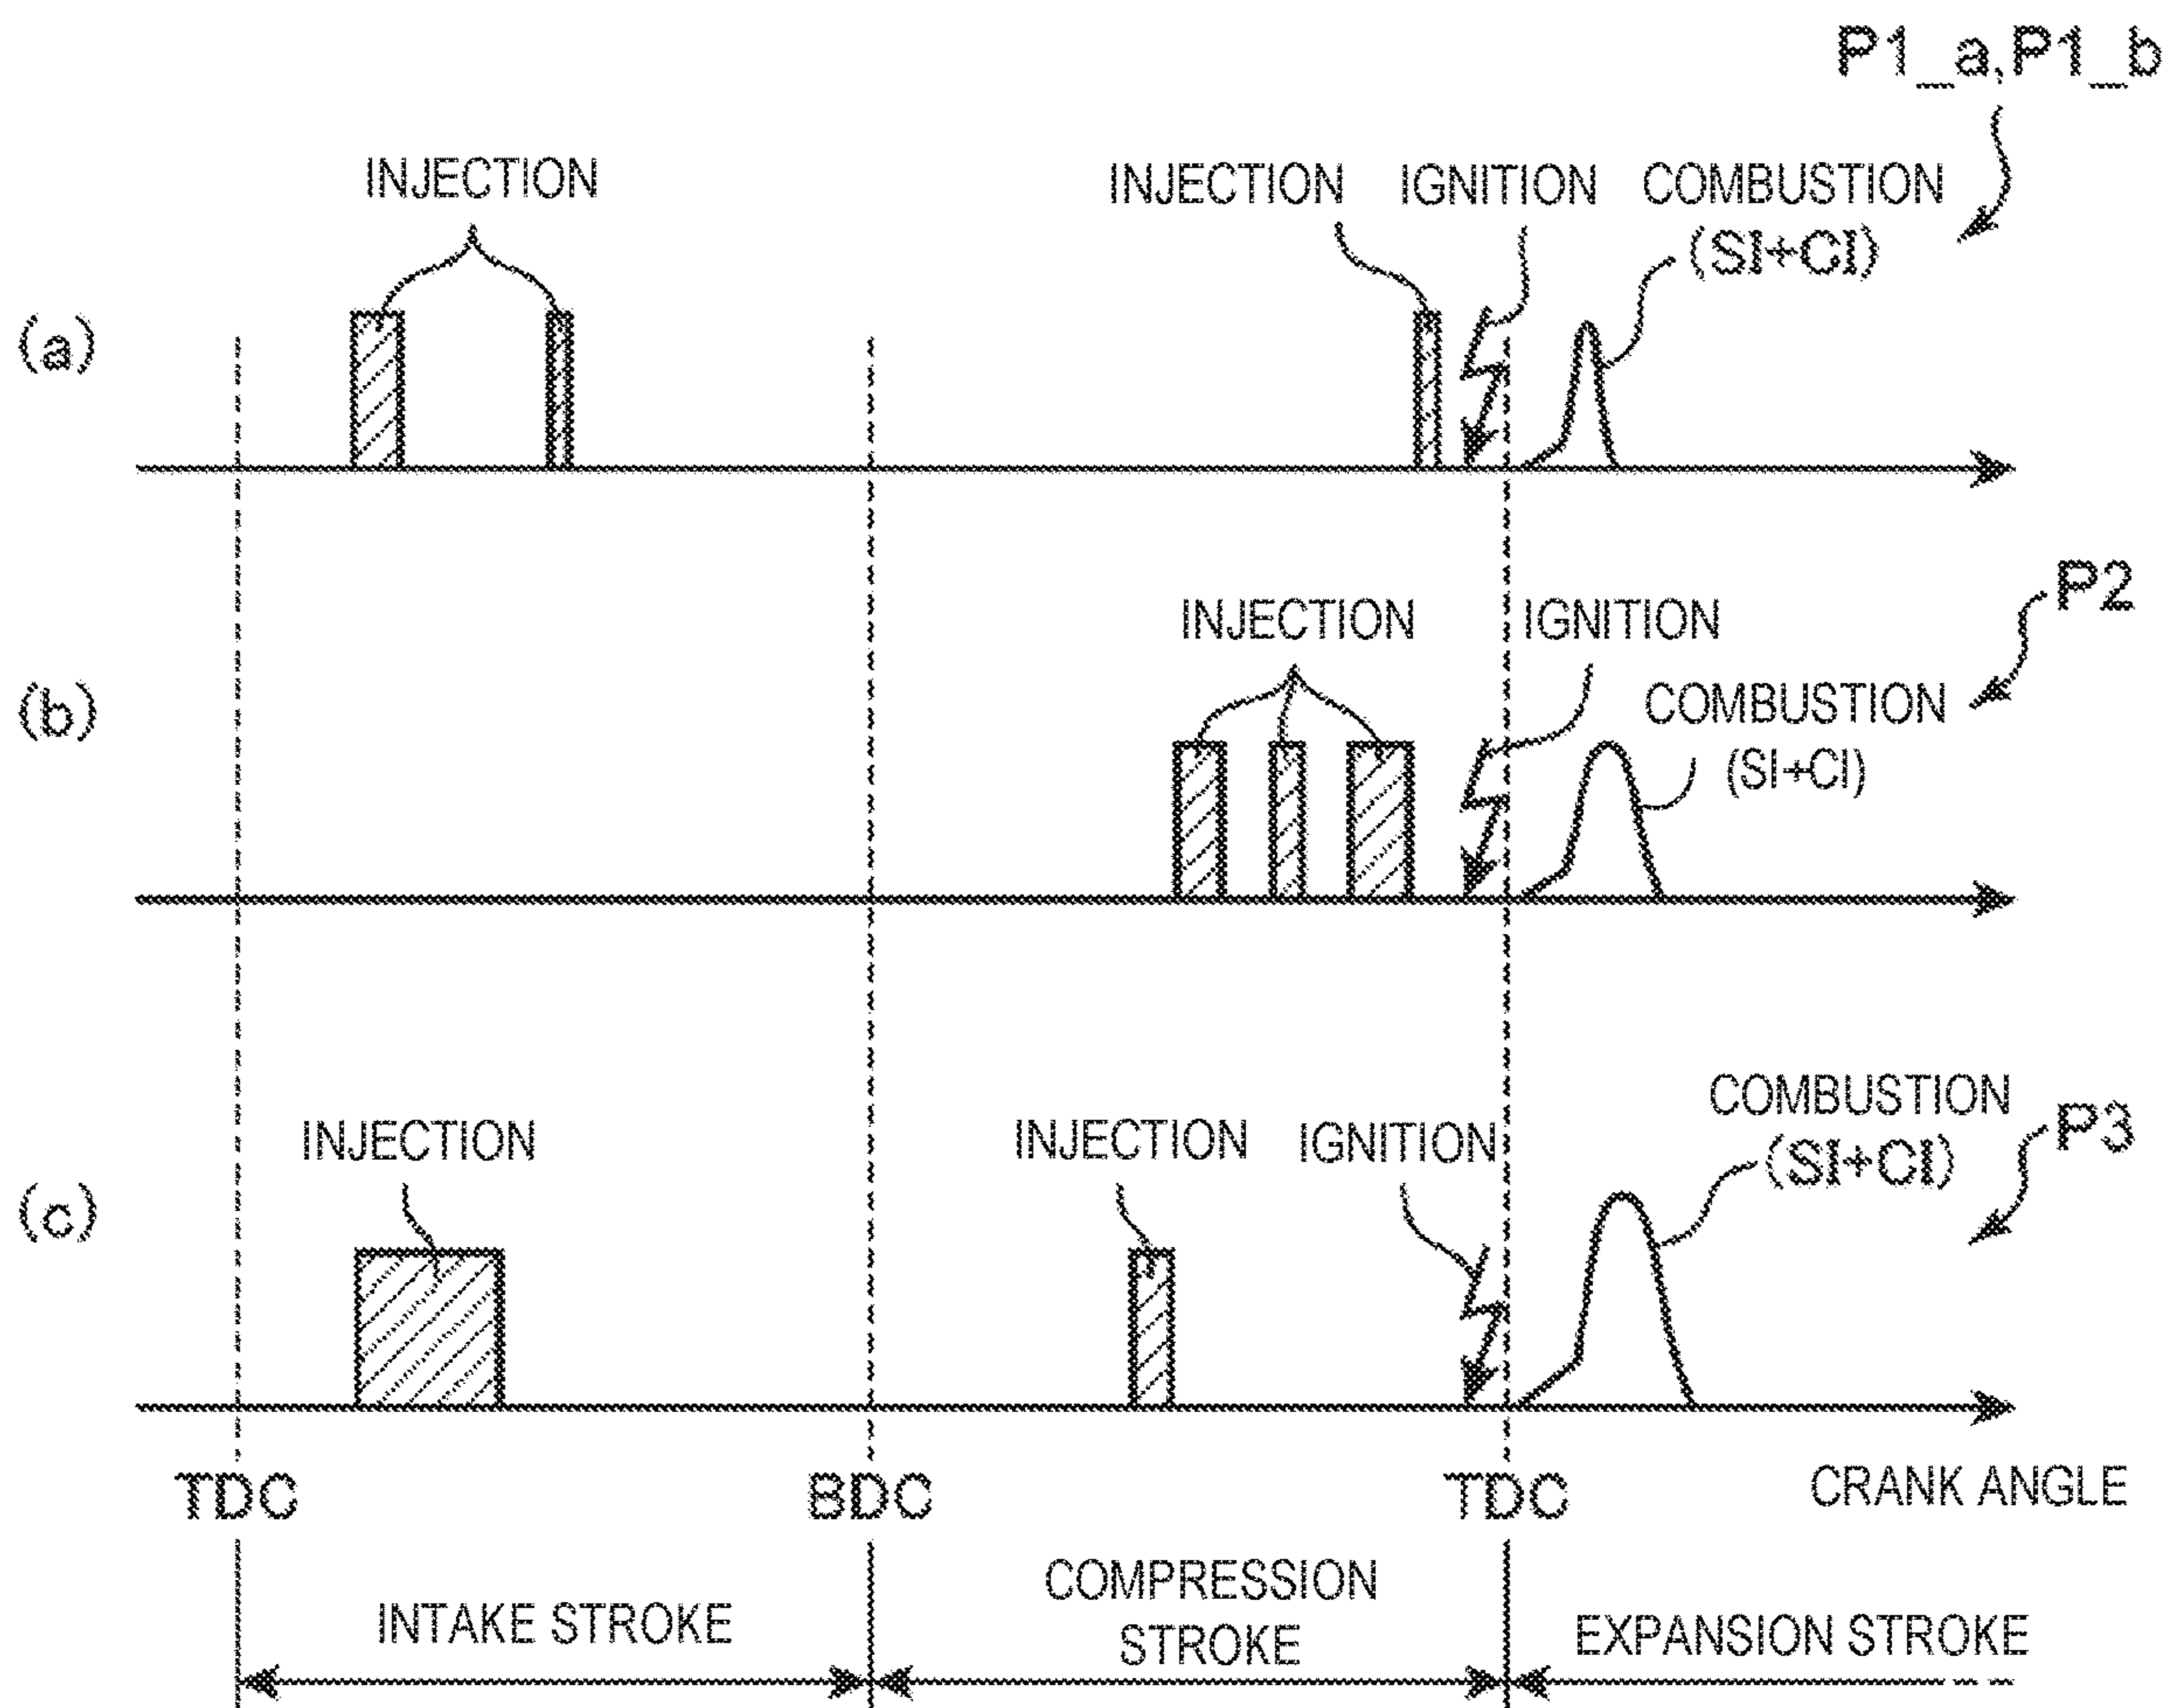 P1_a,P1_b
INJECTION
INJECTION
IGNITION
COMBUSTION
(SI+CI)
(a)
P2
INJECTION
IGNITION
COMBUSTION
(SI+CI)
(b)
COMBUSTION
(SI+CI)
P3
INJECTION
INJECTION
IGNITION
(c)
TDC
BDC
TDC
CRANK ANGLE
INTAKE STROKE
COMPRESSION
STROKE
EXPANSION STROKE